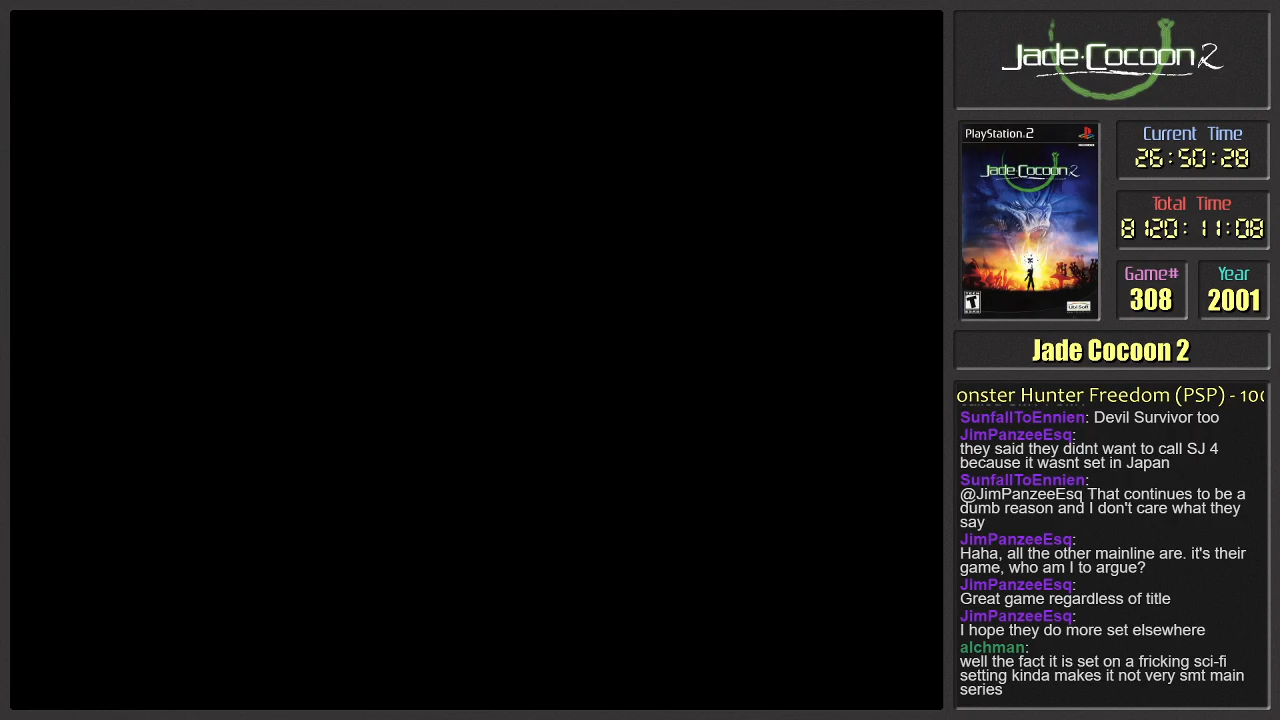 Jade Cocoon 2
PlayStation 2
Jade Cocoon 2
TEEN
Ubi Soft
Current Time
26:50:28
Total Time
8120:11:08
Game#
308
Year
2001
Jade Cocoon 2
onster Hunter Freedom (PSP) - 100
SunfallToEnnien: Devil Survivor too
JimPanzeeEsq:
they said they didnt want to call SJ 4
because it wasnt set in Japan
SunfallToEnnien:
@JimPanzeeEsq That continues to be a
dumb reason and I don't care what they
say
JimPanzeeEsq:
Haha, all the other mainline are. it's their
game, who am I to argue?
JimPanzeeEsq:
Great game regardless of title
JimPanzeeEsq:
I hope they do more set elsewhere
alchman:
well the fact it is set on a fricking sci-fi
setting kinda makes it not very smt main
series